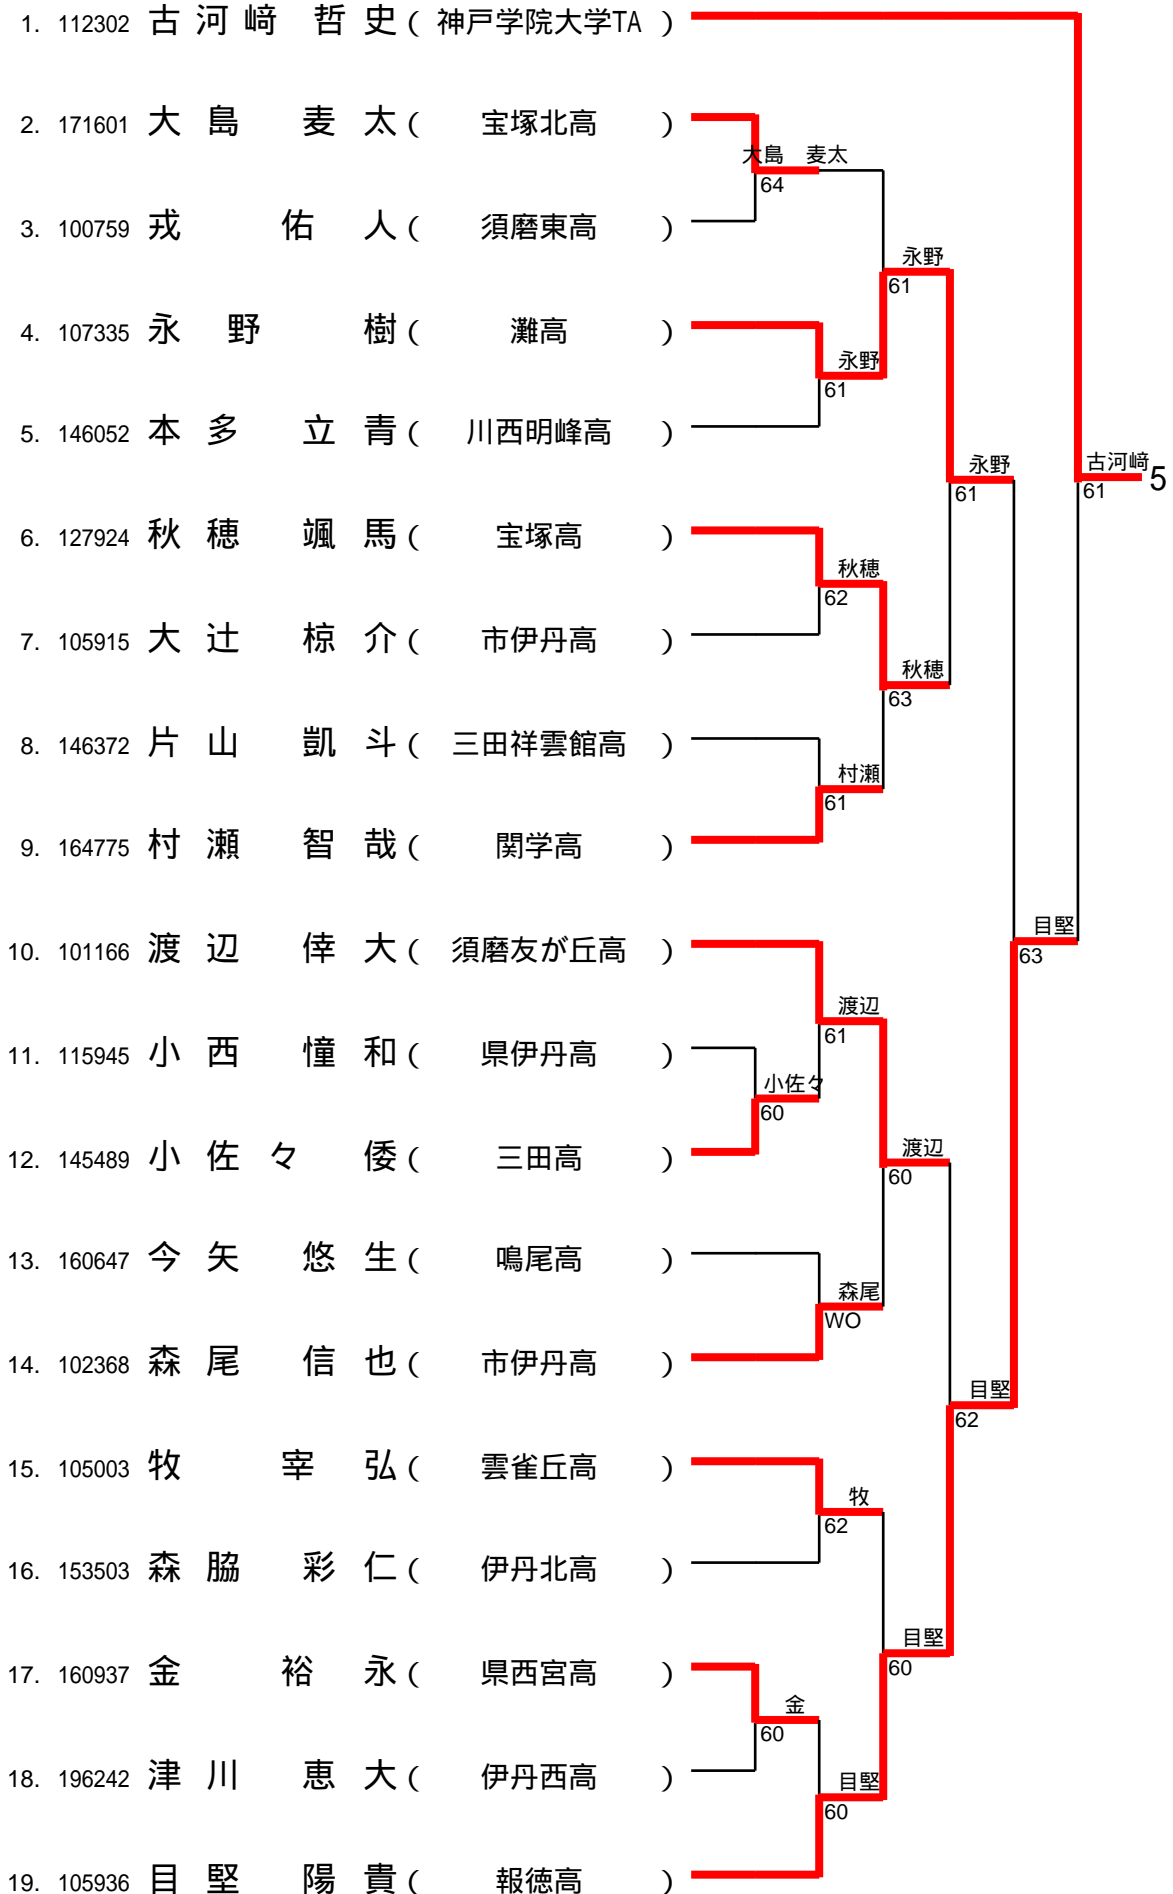 1. 112302 古河﨑 哲史 ( 神戸学院大学TA )
2. 171601 大島 麦太 ( 宝塚北高 )
大島 麦太
64
3. 100759 戎 佑人 ( 須磨東高 )
永野
61
4. 107335 永野 樹 ( 灘高 )
永野
61
5. 146052 本多 立青 ( 川西明峰高 )
永野
61
古河﨑
61
5
6. 127924 秋穂 颯馬 ( 宝塚高 )
秋穂
62
7. 105915 大辻 椋介 ( 市伊丹高 )
秋穂
63
8. 146372 片山 凱斗 ( 三田祥雲館高 )
村瀬
61
9. 164775 村瀬 智哉 ( 関学高 )
目堅
63
10. 101166 渡辺 倖大 ( 須磨友が丘高 )
渡辺
61
11. 115945 小西 憧和 ( 県伊丹高 )
小佐々
60
12. 145489 小佐々 倭 ( 三田高 )
渡辺
60
13. 160647 今矢 悠生 ( 鳴尾高 )
森尾
WO
14. 102368 森尾 信也 ( 市伊丹高 )
目堅
62
15. 105003 牧 宰弘 ( 雲雀丘高 )
牧
62
16. 153503 森脇 彩仁 ( 伊丹北高 )
目堅
60
17. 160937 金 裕永 ( 県西宮高 )
金
60
18. 196242 津川 恵大 ( 伊丹西高 )
目堅
60
19. 105936 目堅 陽貴 ( 報徳高 )